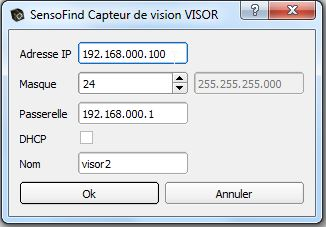 SensoFind Capteur de vision VISOR
Adresse IP 192.168.000.100
Masque 24 255.255.255.000
Passerelle 192.168.000.1
DHCP
Nom visor2
Ok Annuler